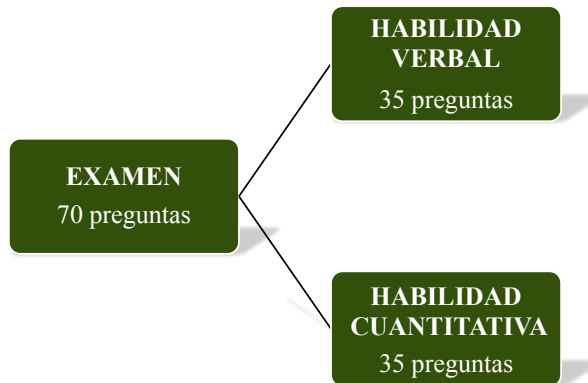 HABILIDAD
VERBAL
35 preguntas
EXAMEN
70 preguntas
HABILIDAD
CUANTITATIVA
35 preguntas